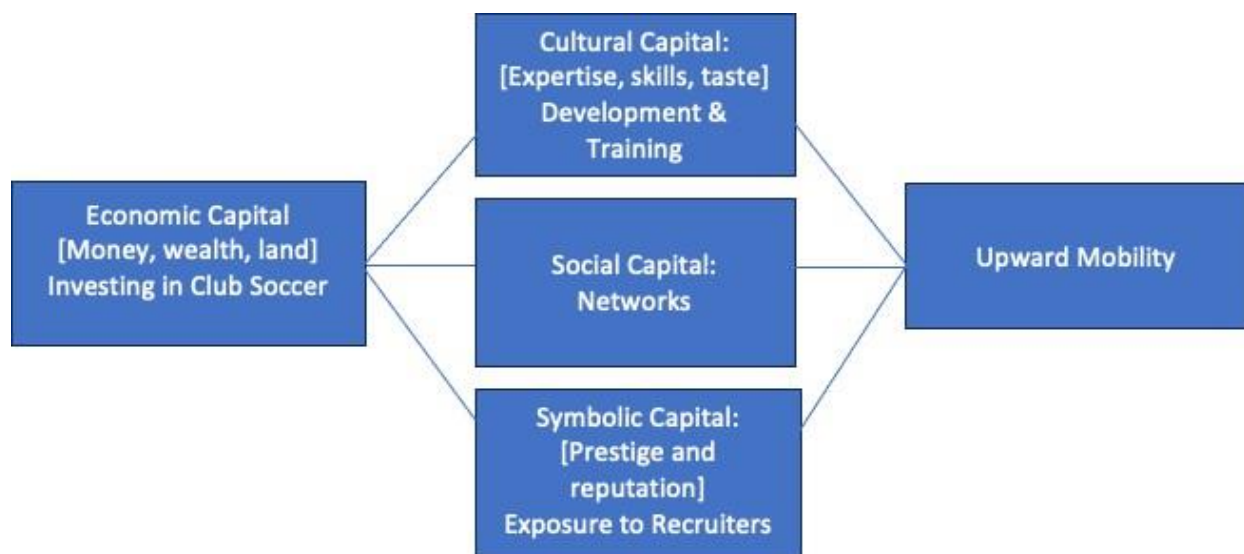 Cultural Capital:
[Expertise, skills, taste]
Development &
Training
Economic Capital
[Money, wealth, land]
Investing in Club Soccer
Social Capital:
Networks
Upward Mobility
Symbolic Capital:
[Prestige and
reputation]
Exposure to Recruiters